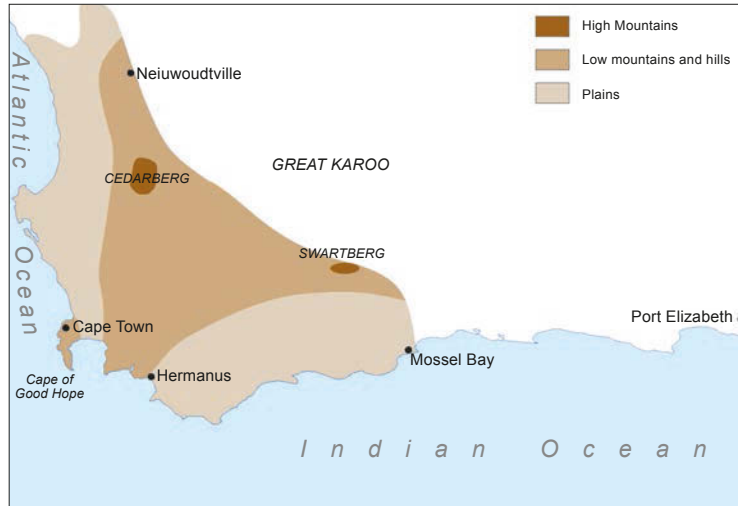 High Mountains
Low mountains and hills
Plains
Atlantic Ocean
Neiuwoudtville
CEDARBERG
GREAT KAROO
SWARTBERG
Port Elizabeth
Cape Town
Mossel Bay
Cape of
Good Hope
Hermanus
Indian Ocean